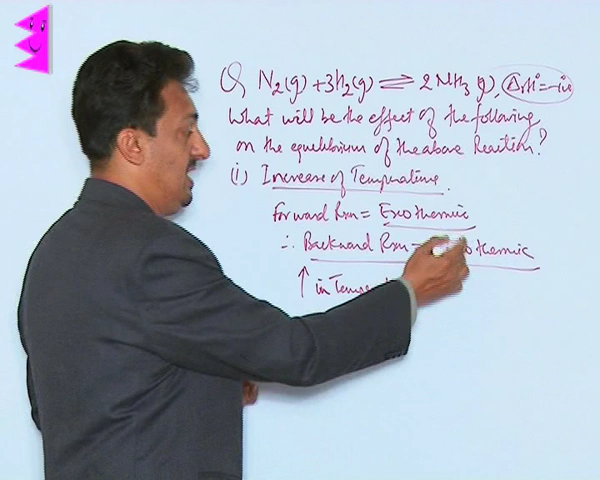 Q N2(g) + 3H2(g) ⇌ 2NH3(g), ΔH° = -ive
What will be the effect of the following
on the equilibrium of the above Reaction?
(i) Increase of Temperature.
Forward Rxn = Exothermic
∴ Backward Rxn =
↑ in